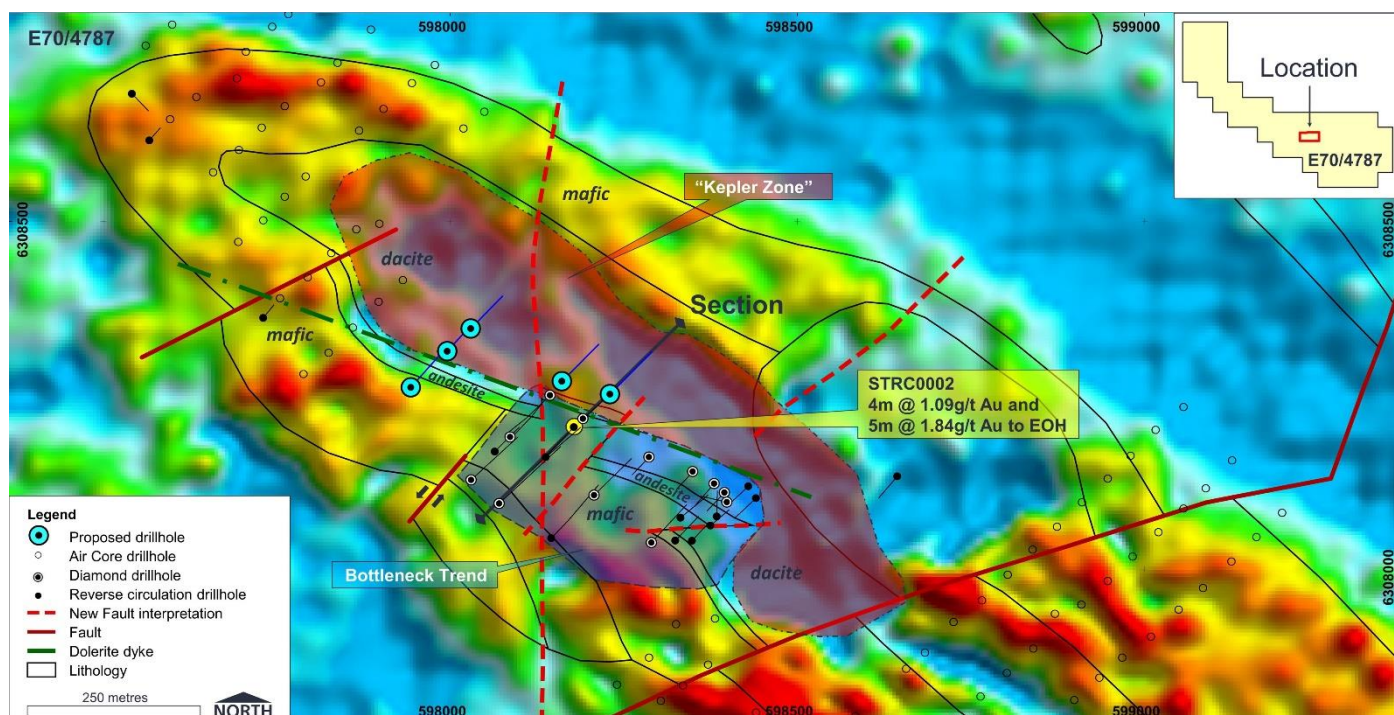 E70/4787
598000
598500
599000
Location
E70/4787
6308500
6308500
mafic
“Kepler Zone”
dacite
Section
mafic
andesite
STRC0002
4m @ 1.09g/t Au and
5m @ 1.84g/t Au to EOH
andesite
mafic
Bottleneck Trend
dacite
6308000
Legend
Proposed drillhole
Air Core drillhole
Diamond drillhole
Reverse circulation drillhole
New Fault interpretation
Fault
Dolerite dyke
Lithology
250 metres
NORTH
598000
598500
599000